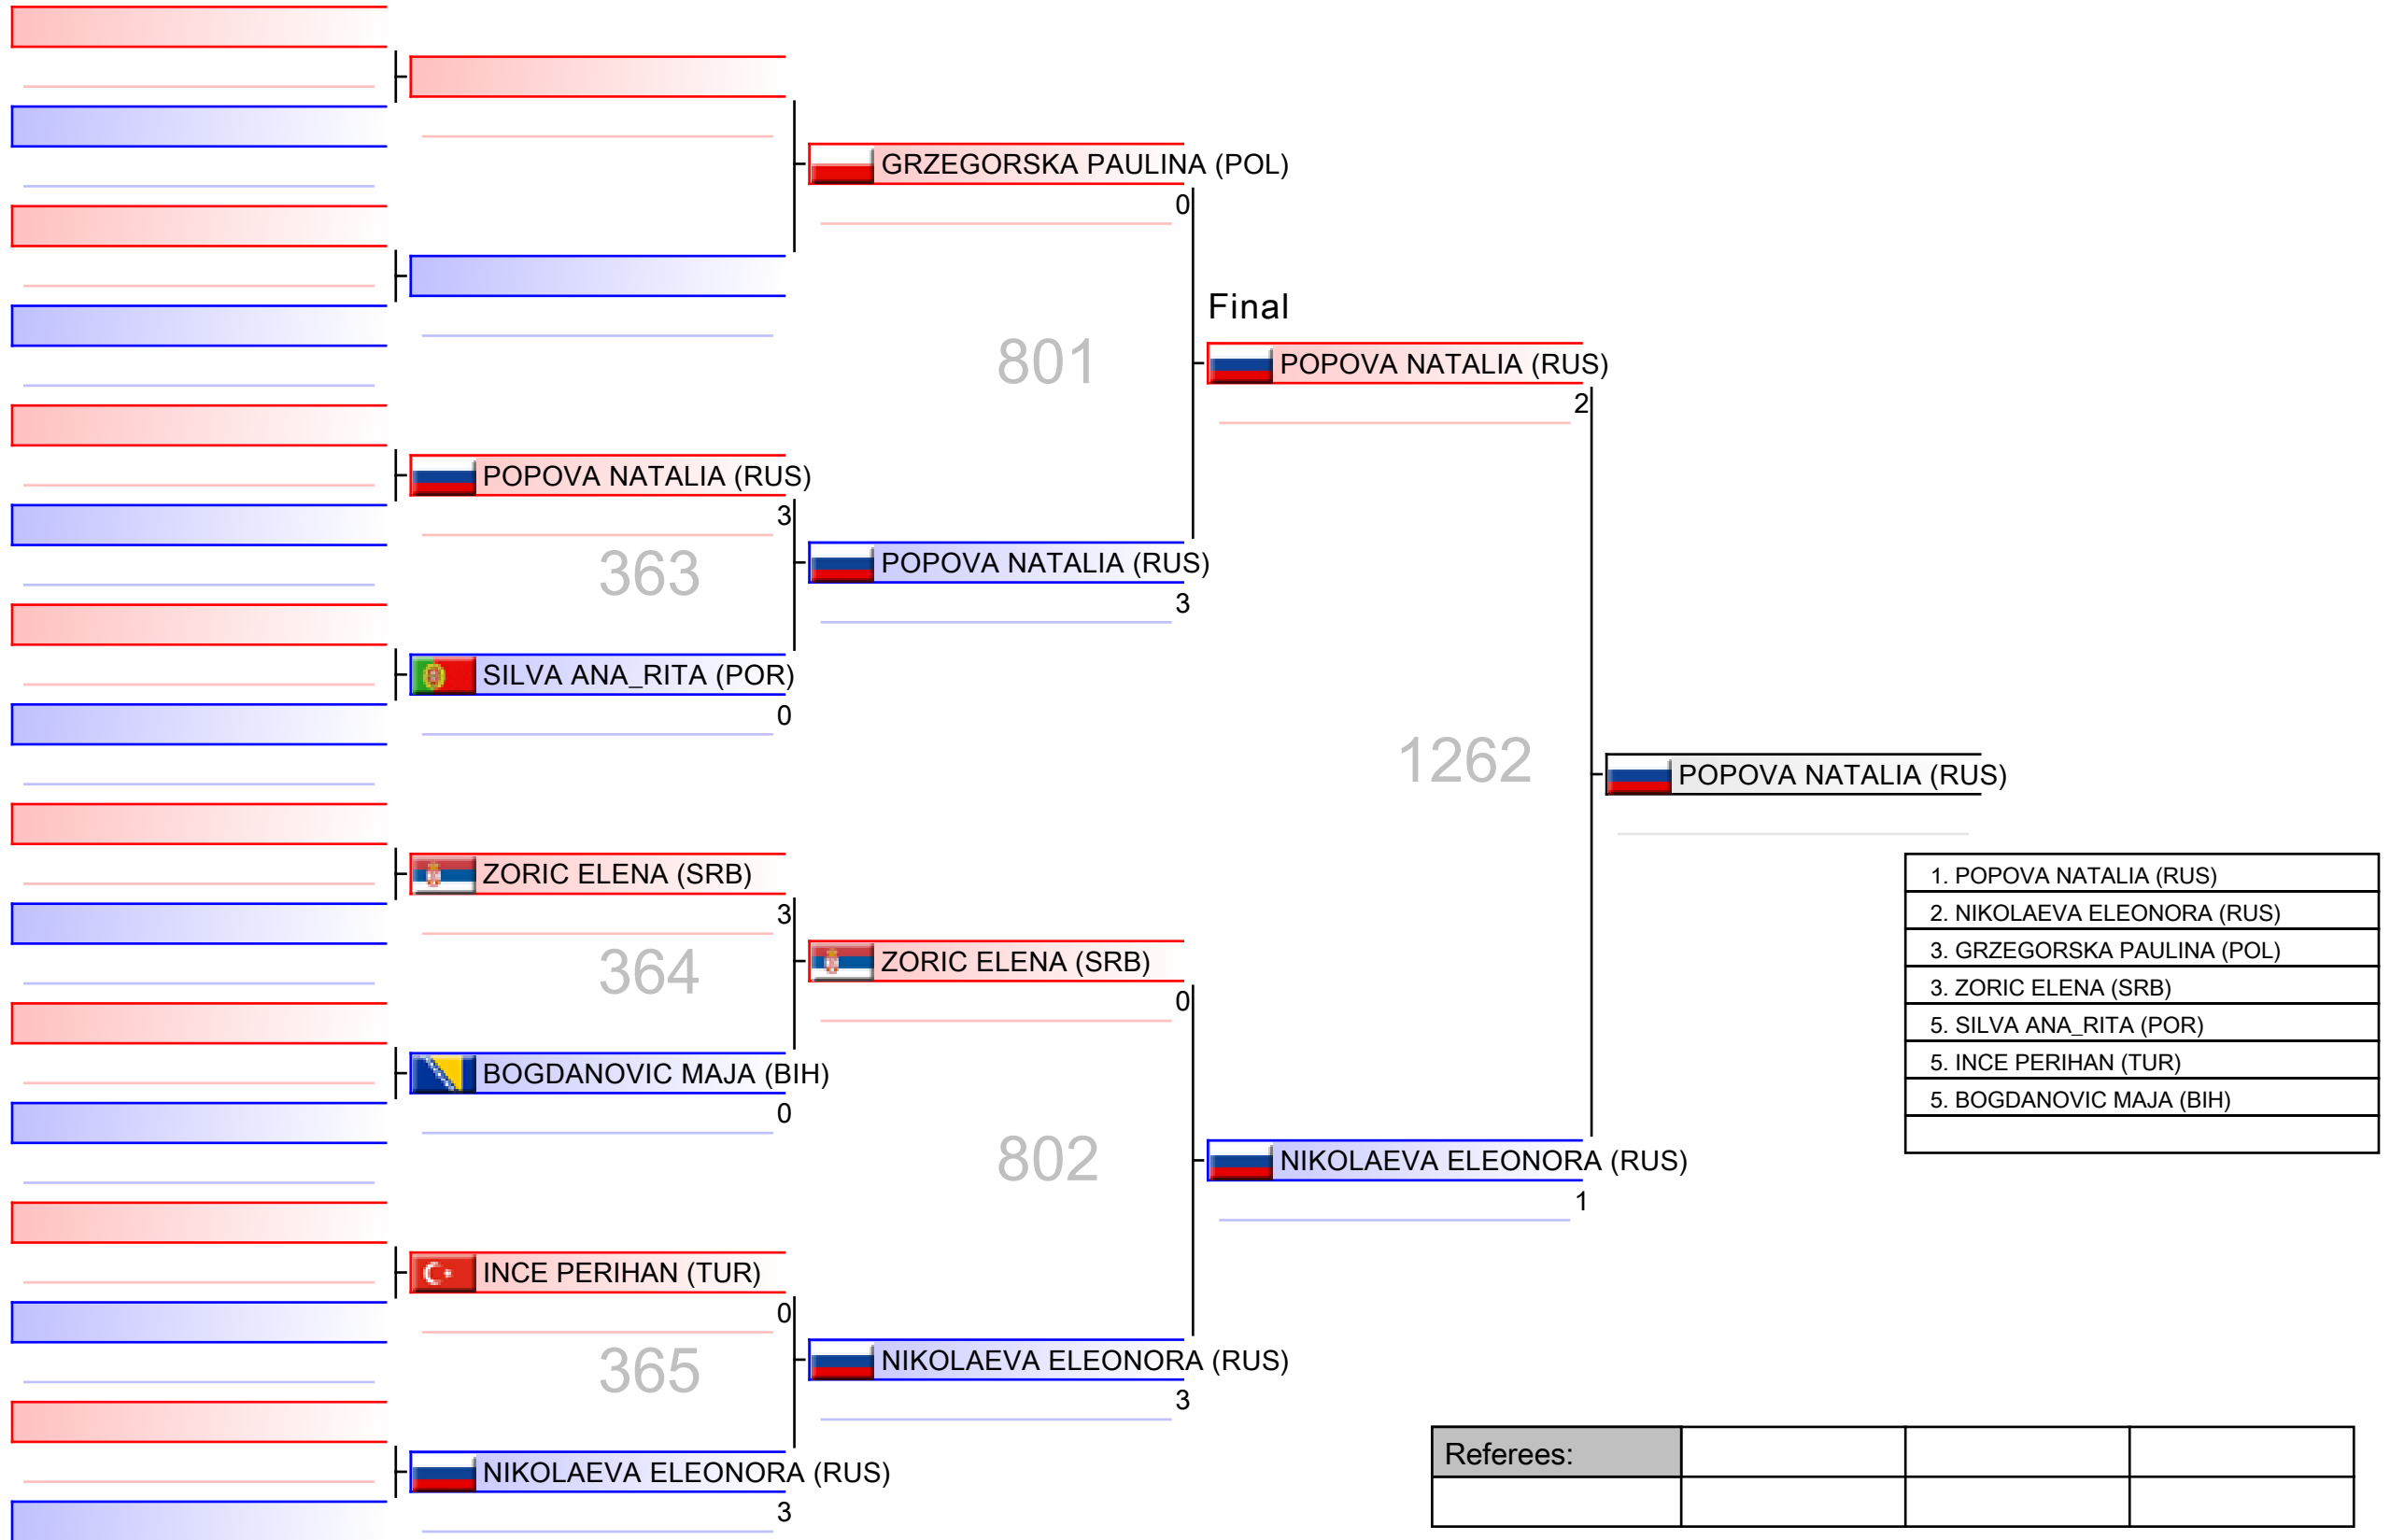 GRZEGORSKA PAULINA (POL)
0
Final
801
POPOVA NATALIA (RUS)
2
POPOVA NATALIA (RUS)
3
363
POPOVA NATALIA (RUS)
3
SILVA ANA_RITA (POR)
0
1262
POPOVA NATALIA (RUS)
ZORIC ELENA (SRB)
3
364
ZORIC ELENA (SRB)
0
BOGDANOVIC MAJA (BIH)
0
802
NIKOLAEVA ELEONORA (RUS)
1
INCE PERIHAN (TUR)
0
365
NIKOLAEVA ELEONORA (RUS)
3
NIKOLAEVA ELEONORA (RUS)
3
1. POPOVA NATALIA (RUS)
2. NIKOLAEVA ELEONORA (RUS)
3. GRZEGORSKA PAULINA (POL)
3. ZORIC ELENA (SRB)
5. SILVA ANA_RITA (POR)
5. INCE PERIHAN (TUR)
5. BOGDANOVIC MAJA (BIH)
Referees: